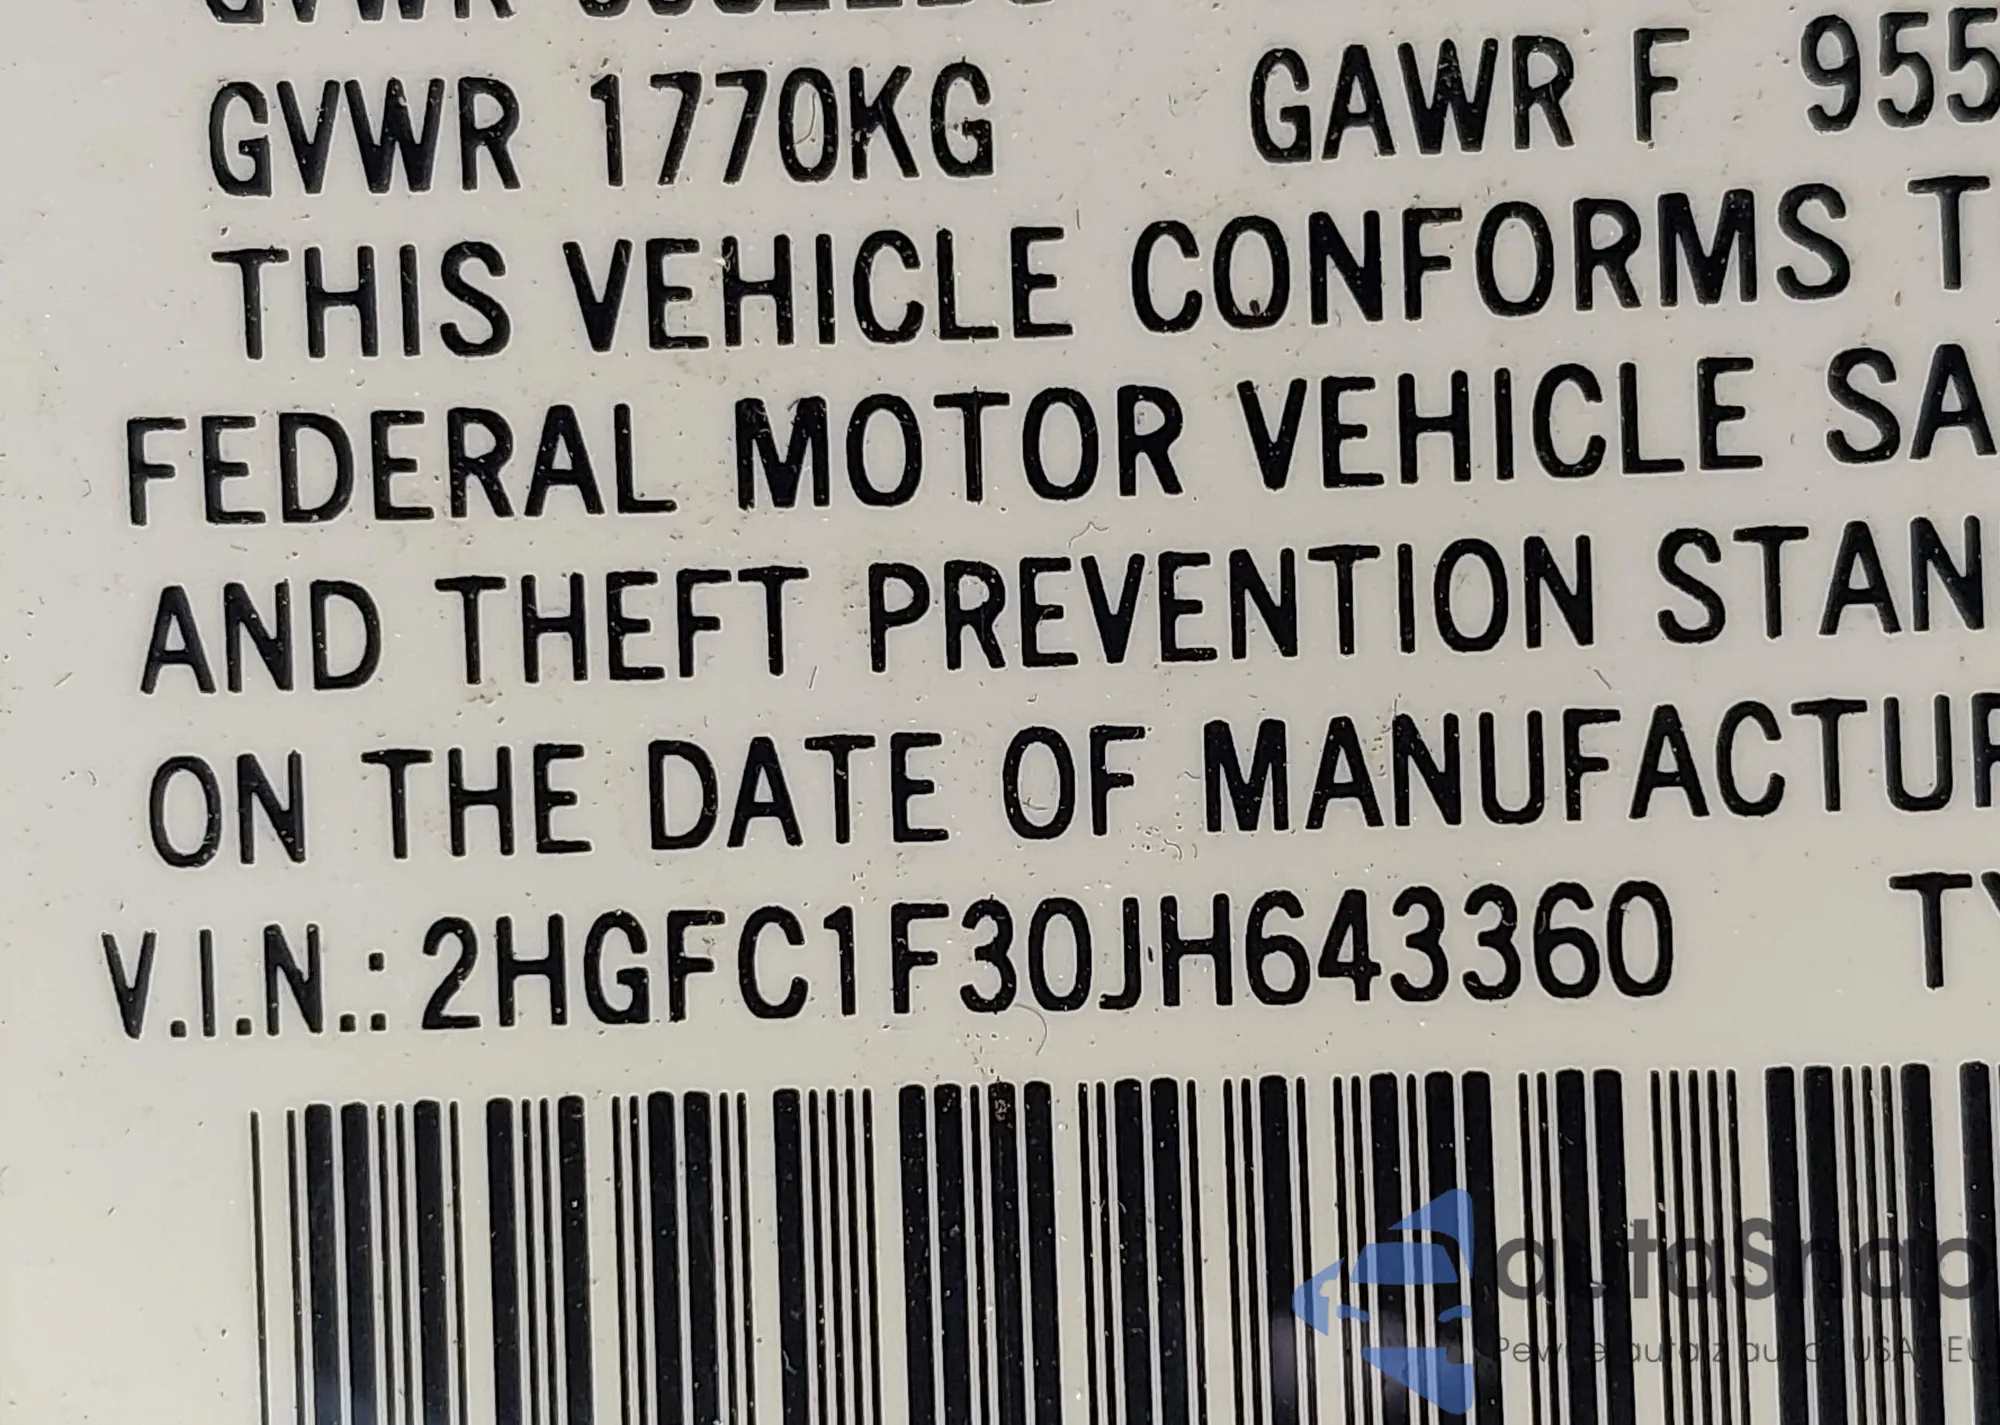 GVWR 1770KG GAWR F 955
THIS VEHICLE CONFORMS T
FEDERAL MOTOR VEHICLE SA
AND THEFT PREVENTION STAN
ON THE DATE OF MANUFACTUR
V.I.N.: 2HGFC1F30JH643360 TY
autaSnap